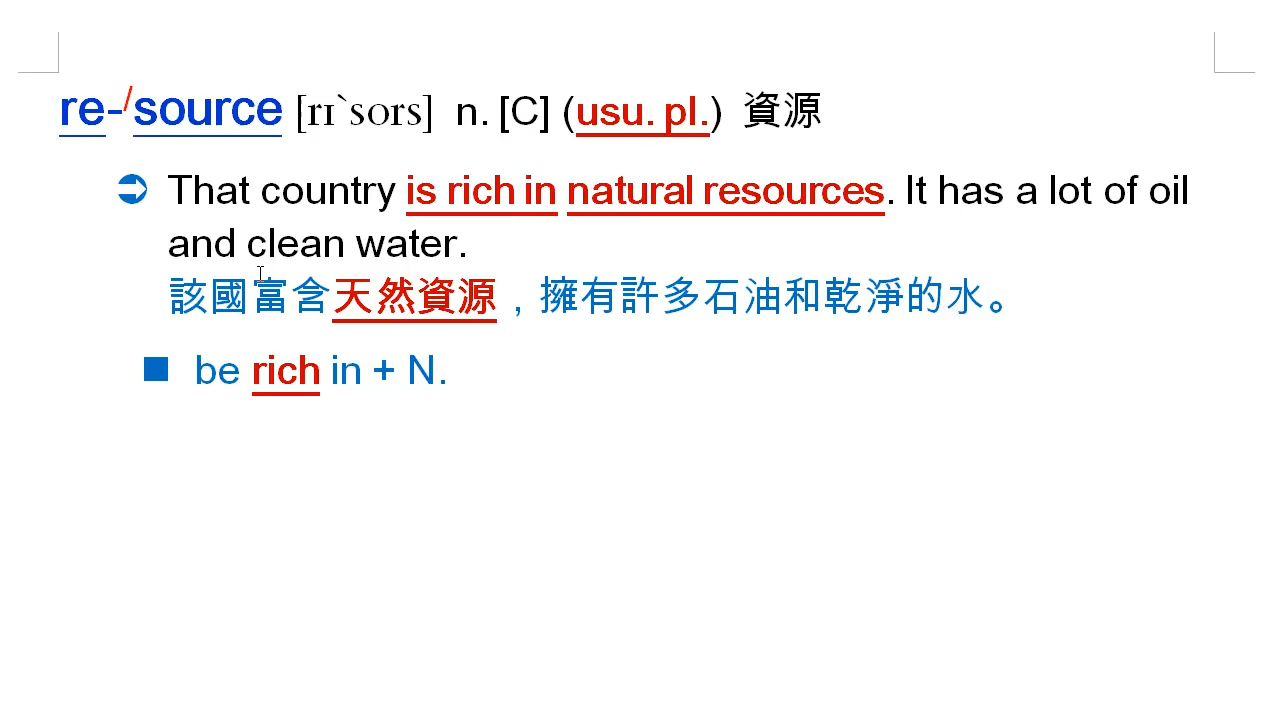 re-/source [rɪˋsors] n. [C] (usu. pl.) 資源
➲ That country is rich in natural resources. It has a lot of oil
and clean water.
該國富含天然資源，擁有許多石油和乾淨的水。
■ be rich in + N.